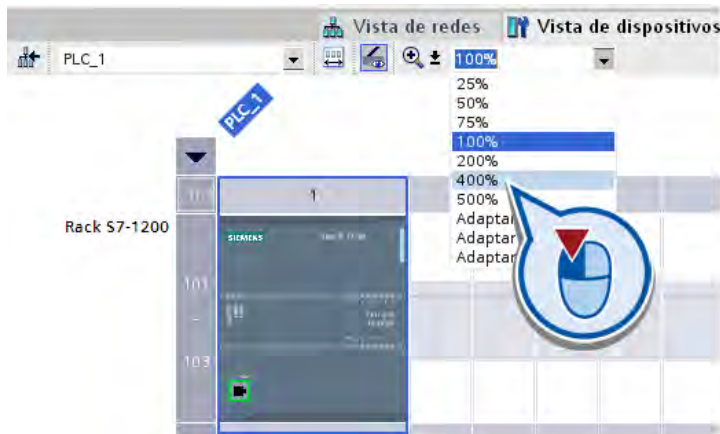 Vista de redes
Vista de dispositivos
PLC_1
100%
25%
50%
75%
100%
200%
400%
500%
Adaptar
Adaptar
Adaptar
PLC_1
1
Rack S7-1200
SIEMENS
101
103